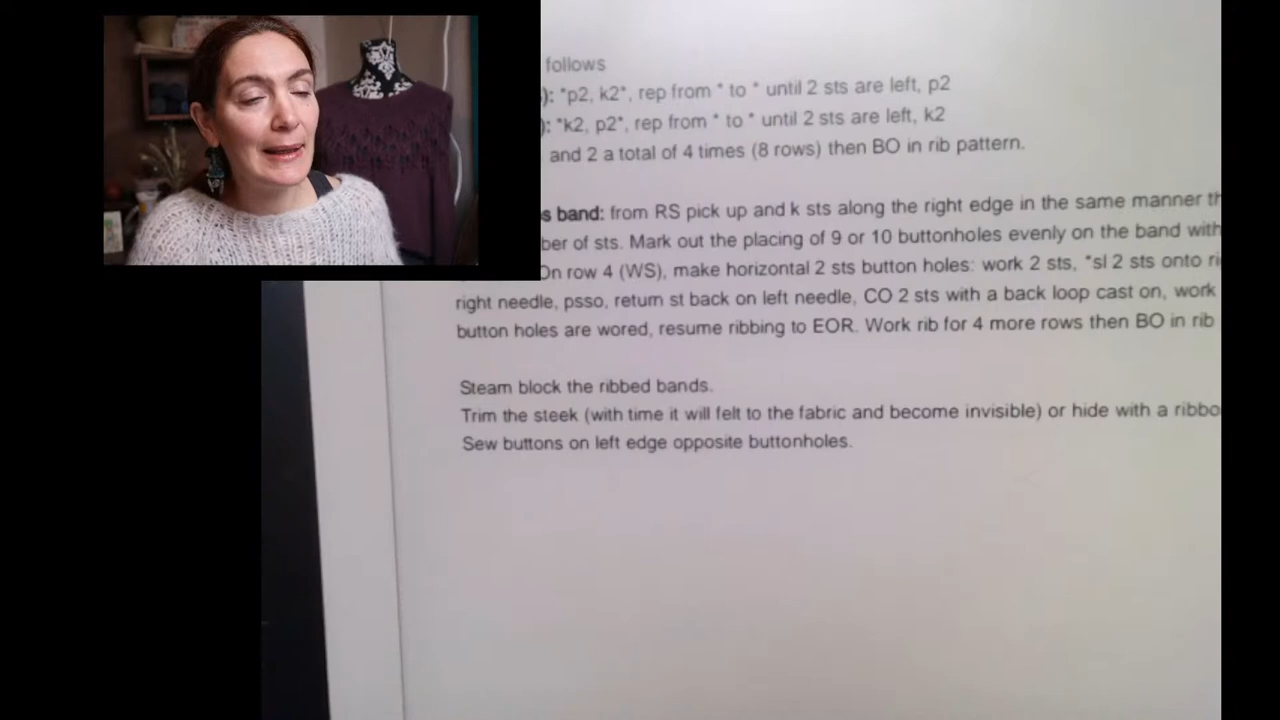 follows
): *p2, k2*, rep from * to * until 2 sts are left, p2
): *k2, p2*, rep from * to * until 2 sts are left, k2
and 2 a total of 4 times (8 rows) then BO in rib pattern.
s band: from RS pick up and k sts along the right edge in the same manner
ber of sts. Mark out the placing of 9 or 10 buttonholes evenly on the band with
On row 4 (WS), make horizontal 2 sts button holes: work 2 sts, *sl 2 sts onto
right needle, psso, return st back on left needle, CO 2 sts with a back loop cast on, work
button holes are wored, resume ribbing to EOR. Work rib for 4 more rows then BO in rib
Steam block the ribbed bands.
Trim the steek (with time it will felt to the fabric and become invisible) or hide with a ribbo
Sew buttons on left edge opposite buttonholes.